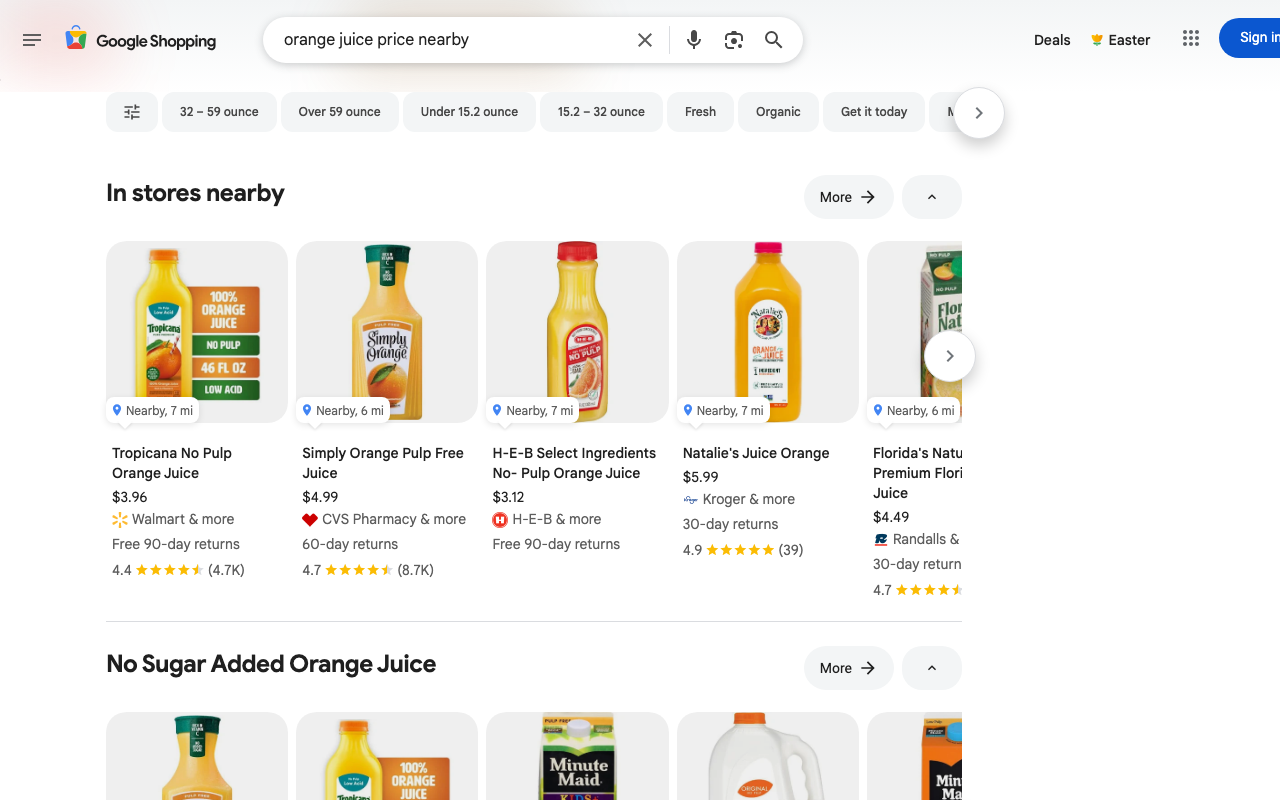 Google Shopping
orange juice price nearby
Deals
Easter
Sign in
32 – 59 ounce
Over 59 ounce
Under 15.2 ounce
15.2 – 32 ounce
Fresh
Organic
Get it today
In stores nearby
More
100%
ORANGE
JUICE
NO PULP
46 FL OZ
LOW ACID
Low Acid
Tropicana
PULP FREE
Simply
Orange
H-E-B
NO PULP
Natalie's
ORANGE
JUICE
NO PULP
NO PULP
Nearby, 7 mi
Nearby, 6 mi
Nearby, 7 mi
Nearby, 7 mi
Nearby, 6 mi
Tropicana No Pulp
Orange Juice
$3.96
Walmart & more
Free 90-day returns
4.4 (4.7K)
Simply Orange Pulp Free
Juice
$4.99
CVS Pharmacy & more
60-day returns
4.7 (8.7K)
H-E-B Select Ingredients
No- Pulp Orange Juice
$3.12
H-E-B & more
Free 90-day returns
Natalie's Juice Orange
$5.99
Kroger & more
30-day returns
4.9 (39)
Florida's Natu
Premium Flori
Juice
$4.49
Randalls &
30-day return
4.7
No Sugar Added Orange Juice
More
Low Acid
Tropicana
100%
ORANGE
JUICE
PULP FREE
Minute
Maid
KIDS
ORIGINAL
Min
Ma